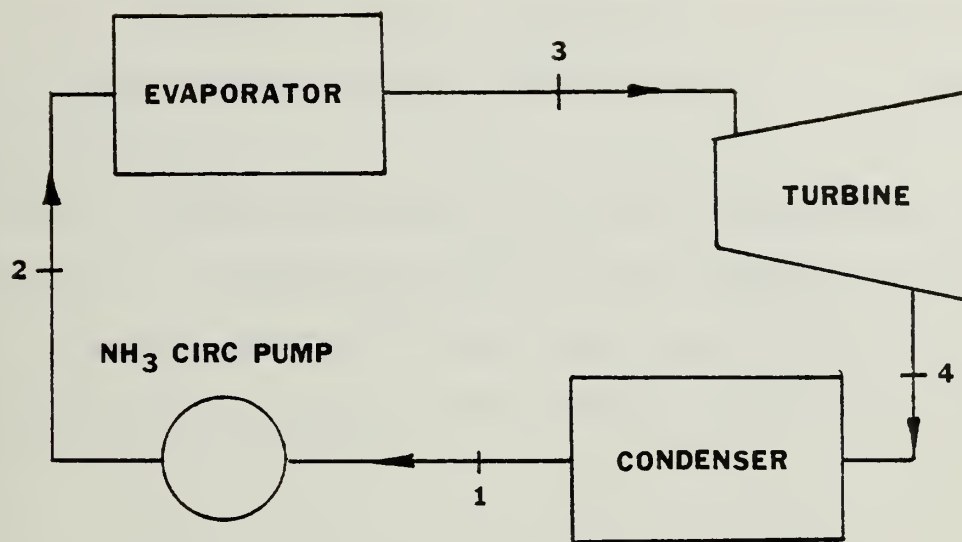 3
EVAPORATOR
TURBINE
2
NH₃ CIRC PUMP
4
CONDENSER
1